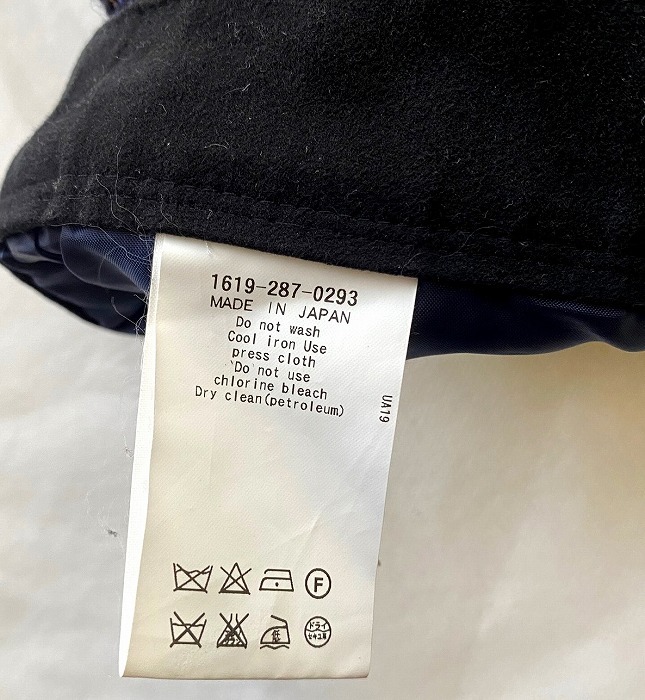 1619-287-0293
MADE IN JAPAN
Do not wash
Cool iron Use
press cloth
Do not use
chlorine bleach
Dry clean(petroleum)
UA19
F
低
ドライ
セキユ系